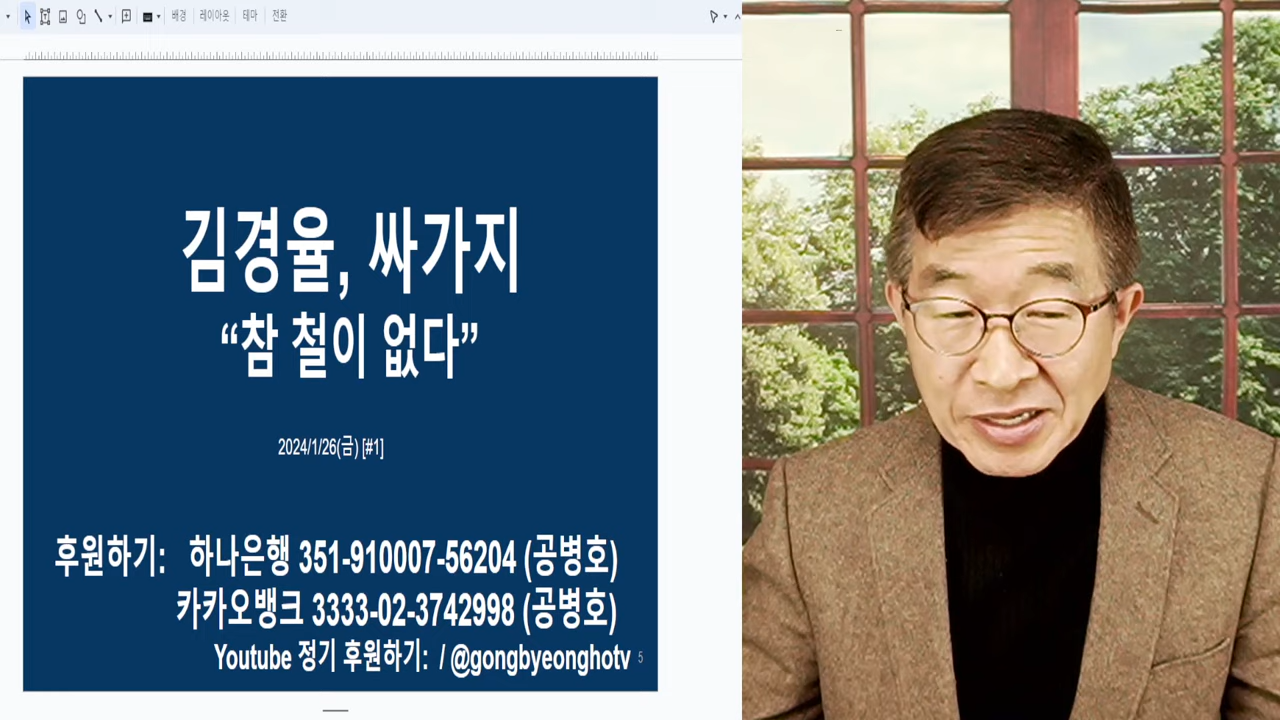 배경 레이아웃 테마 전환
김경율, 싸가지
“참 철이 없다”
2024/1/26(금) [#1]
후원하기: 하나은행 351-910007-56204 (공병호)
카카오뱅크 3333-02-3742998 (공병호)
Youtube 정기 후원하기: / @gongbyeonghotv
5